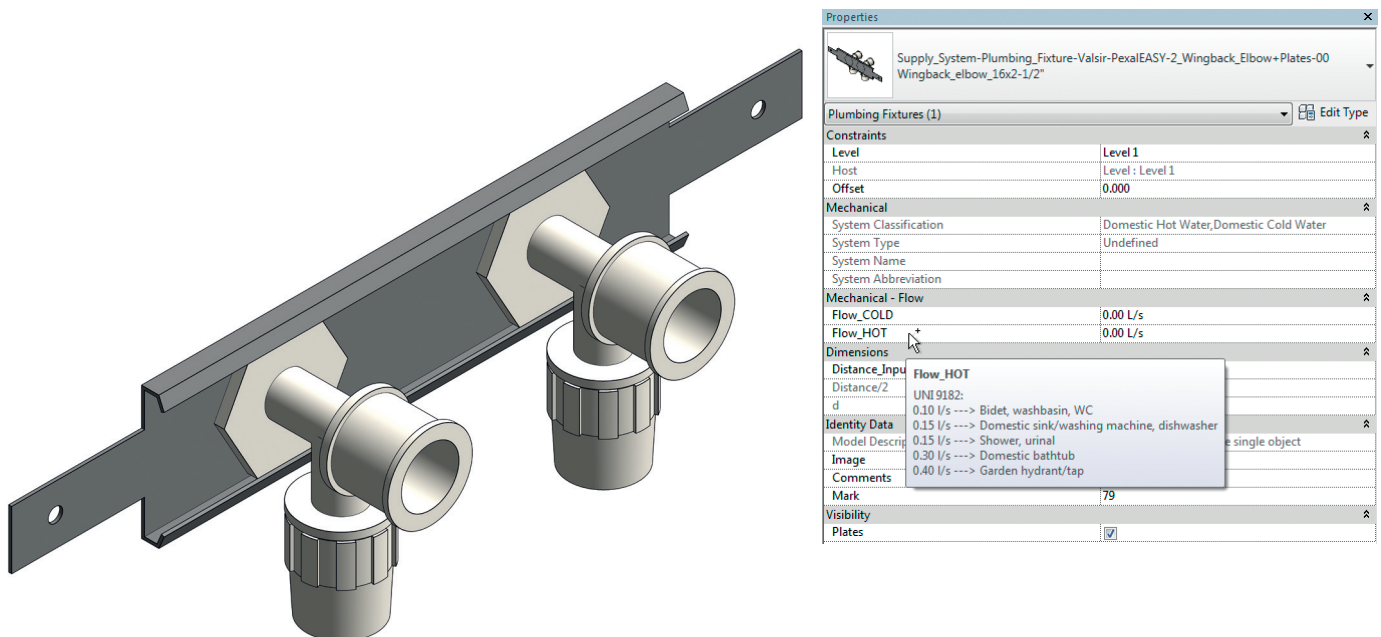 Properties
Supply_System-Plumbing_Fixture-Valsir-PexalEASY-2_Wingback_Elbow+Plates-00
Wingback_elbow_16x2-1/2"
Plumbing Fixtures (1)
Edit Type
Constraints
Level Level 1
Host Level : Level 1
Offset 0.000
Mechanical
System Classification Domestic Hot Water,Domestic Cold Water
System Type Undefined
System Name
System Abbreviation
Mechanical - Flow
Flow_COLD 0.00 L/s
Flow_HOT 0.00 L/s
Dimensions
Distance_Inpu
Distance/2
d
Flow_HOT
UNI 9182:
0.10 l/s ---> Bidet, washbasin, WC
0.15 l/s ---> Domestic sink/washing machine, dishwasher
0.15 l/s ---> Shower, urinal
0.30 l/s ---> Domestic bathtub
0.40 l/s ---> Garden hydrant/tap
Identity Data
Model Descrip e single object
Image
Comments
Mark 79
Visibility
Plates